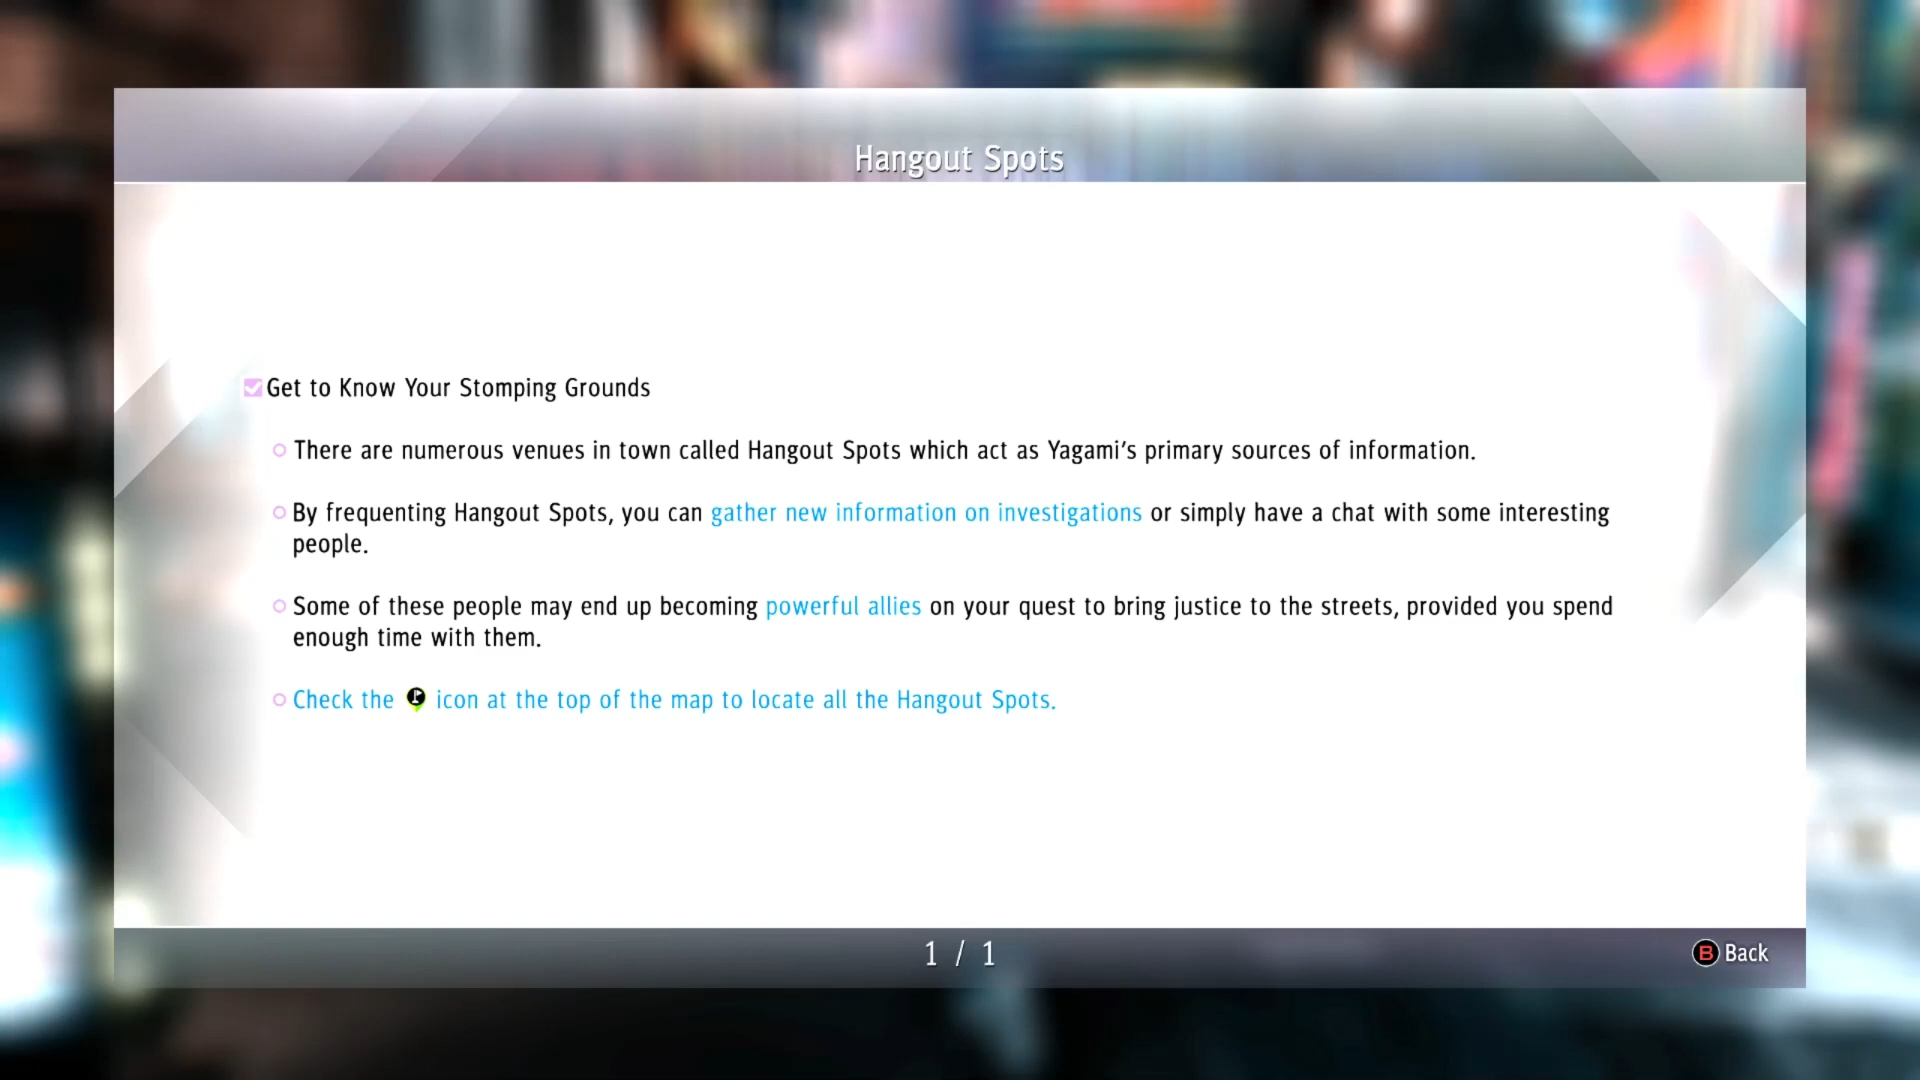 Hangout Spots
Get to Know Your Stomping Grounds
There are numerous venues in town called Hangout Spots which act as Yagami's primary sources of information.
By frequenting Hangout Spots, you can gather new information on investigations or simply have a chat with some interesting
people.
Some of these people may end up becoming powerful allies on your quest to bring justice to the streets, provided you spend
enough time with them.
Check the icon at the top of the map to locate all the Hangout Spots.
1 / 1
B Back